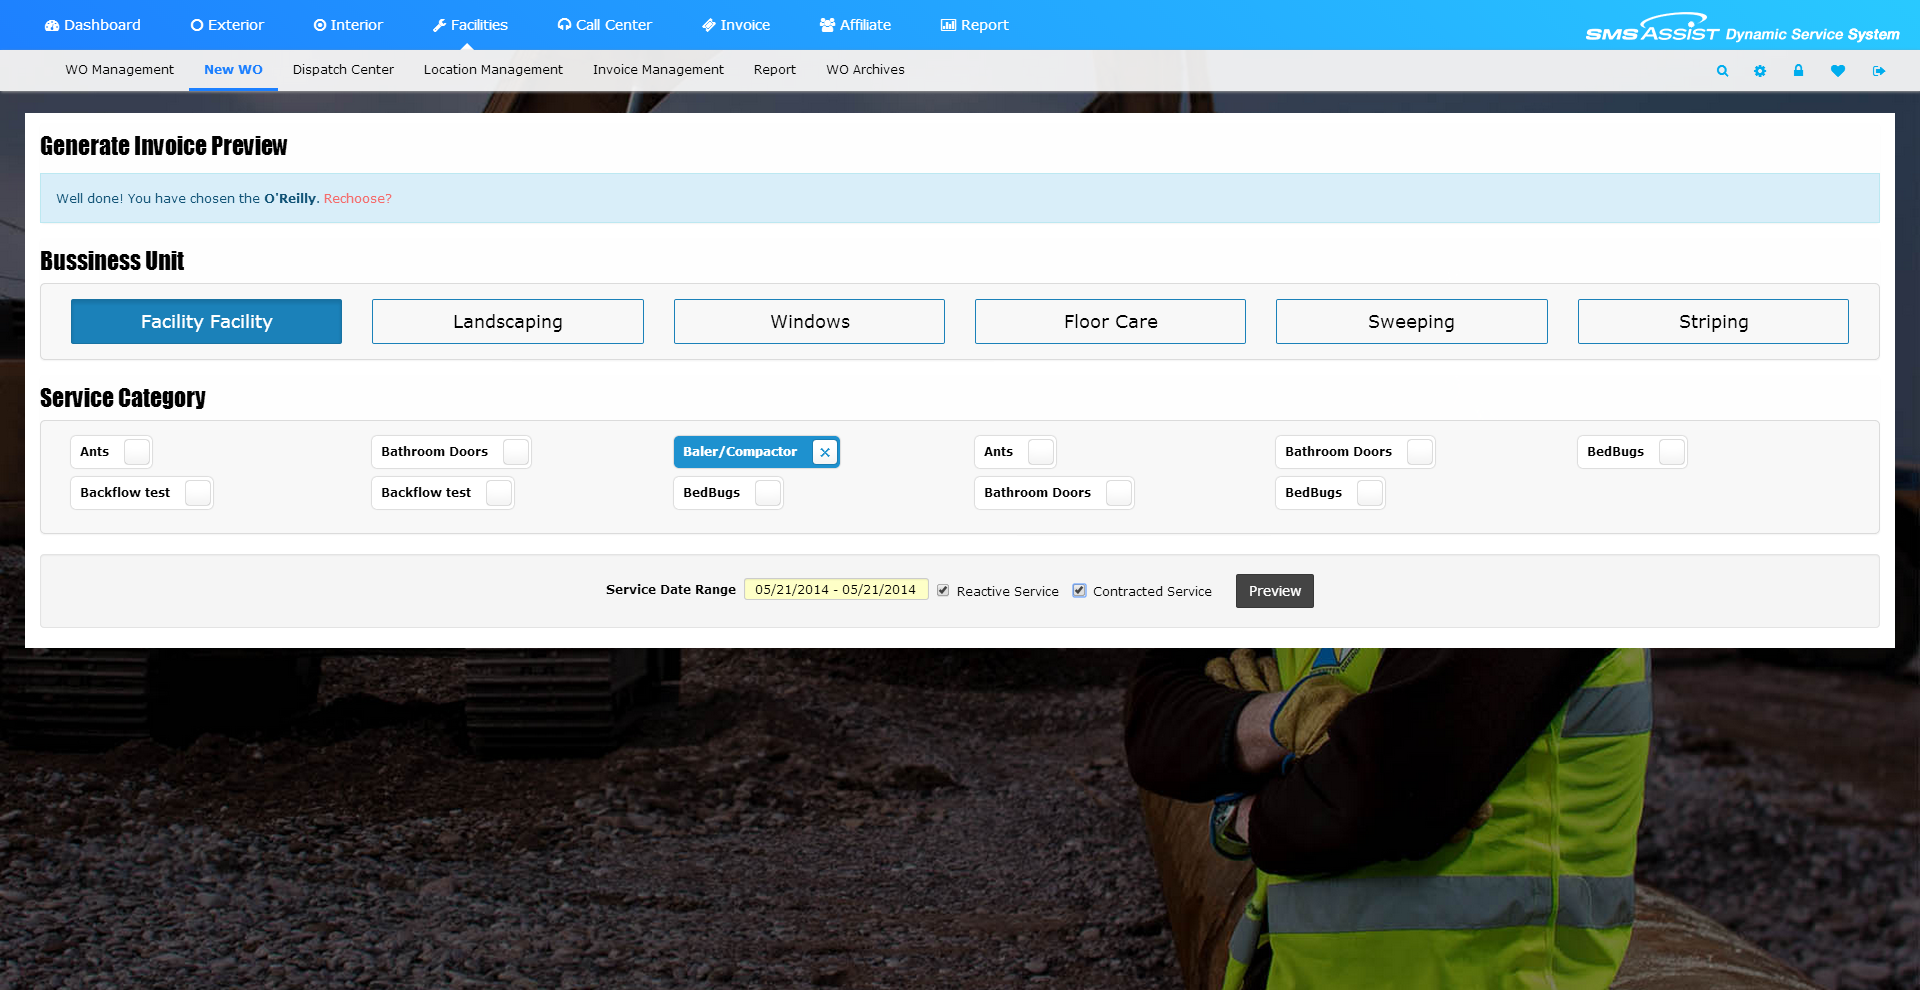 Dashboard Exterior Interior Facilities Call Center Invoice Affiliate Report
SMS ASSIST Dynamic Service System
WO Management New WO Dispatch Center Location Management Invoice Management Report WO Archives
Generate Invoice Preview
Well done! You have chosen the O'Reilly. Rechoose?
Bussiness Unit
Facility Facility Landscaping Windows Floor Care Sweeping Striping
Service Category
Ants Bathroom Doors Baler/Compactor Ants Bathroom Doors BedBugs
Backflow test Backflow test BedBugs Bathroom Doors BedBugs
Service Date Range 05/21/2014 - 05/21/2014 Reactive Service Contracted Service Preview